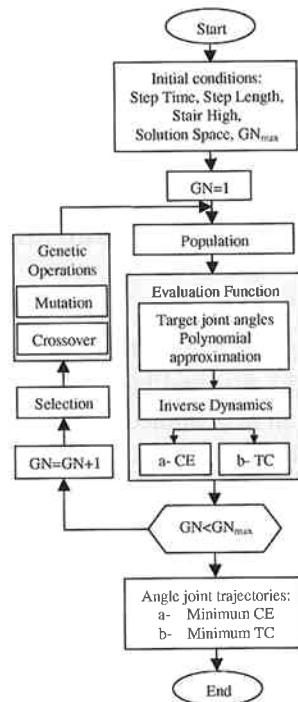 Start
Initial conditions:
Step Time, Step Length,
Stair High,
Solution Space, GNmax
GN=1
Population
Genetic
Operations
Mutation
Crossover
Selection
GN=GN+1
Evaluation Function
Target joint angles
Polynomial
approximation
Inverse Dynamics
a- CE
b- TC
GN<GNmax
Angle joint trajectories:
a- Minimum CE
b- Minimum TC
End